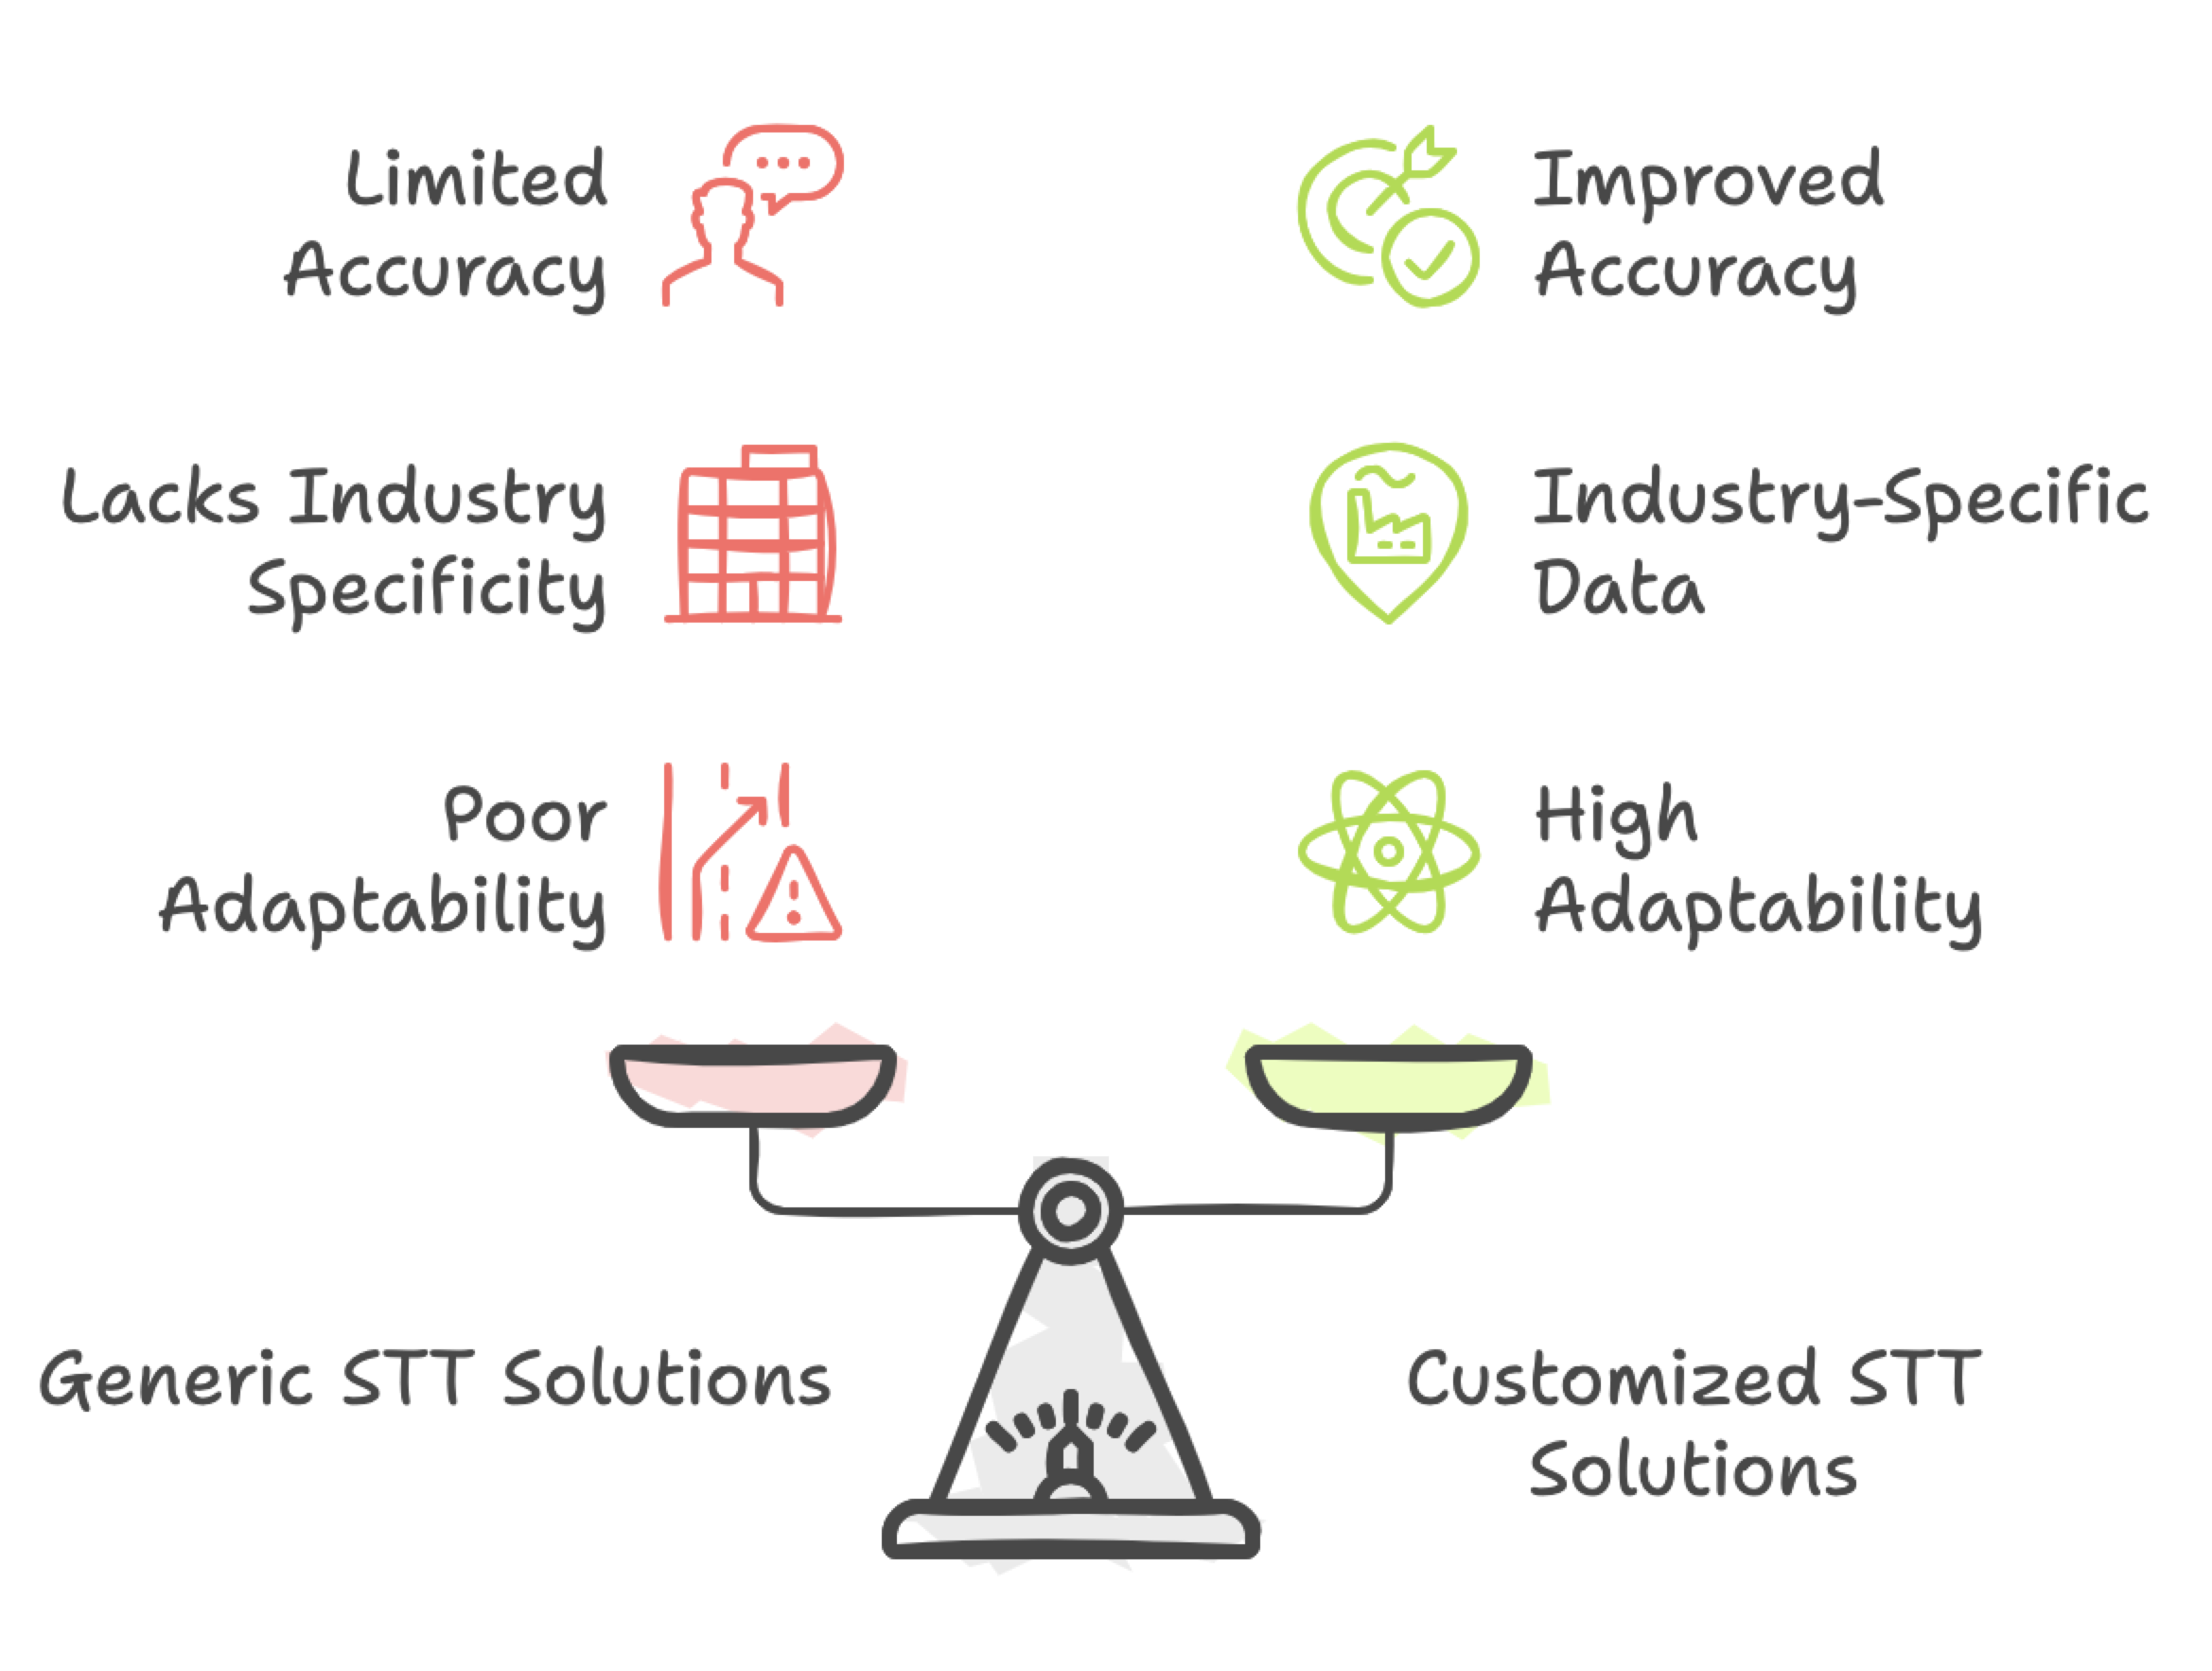 Limited
Accuracy
Improved
Accuracy
Lacks Industry
Specificity
Industry-Specific
Data
Poor
Adaptability
High
Adaptability
Generic STT Solutions
Customized STT
Solutions